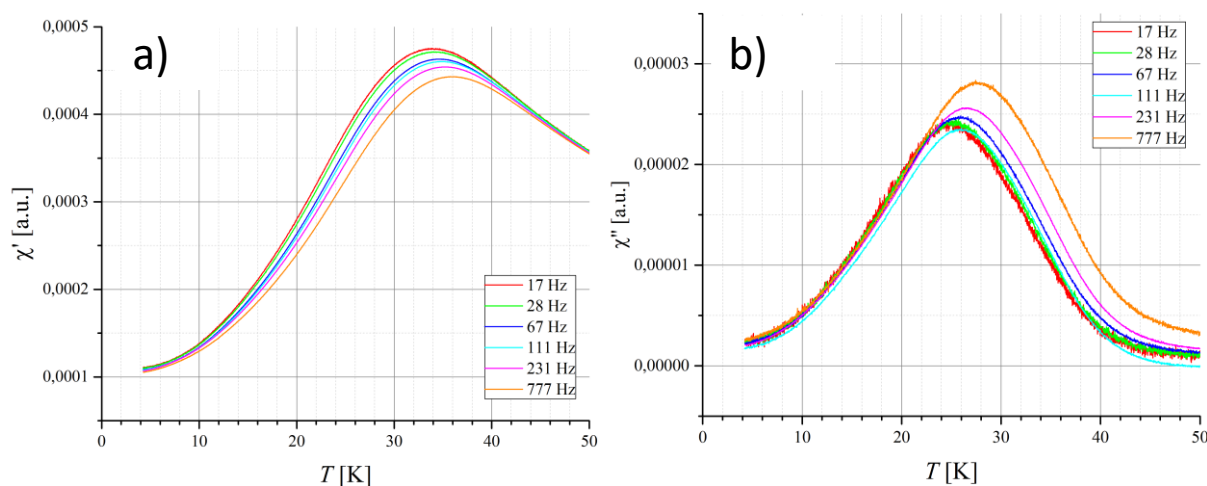 a)
χ' [a.u.]
0,0005
0,0004
0,0003
0,0002
0,0001
17 Hz
28 Hz
67 Hz
111 Hz
231 Hz
777 Hz
0
10
20
30
40
50
T [K]
b)
χ'' [a.u.]
0,00003
0,00002
0,00001
0,00000
17 Hz
28 Hz
67 Hz
111 Hz
231 Hz
777 Hz
0
10
20
30
40
50
T [K]